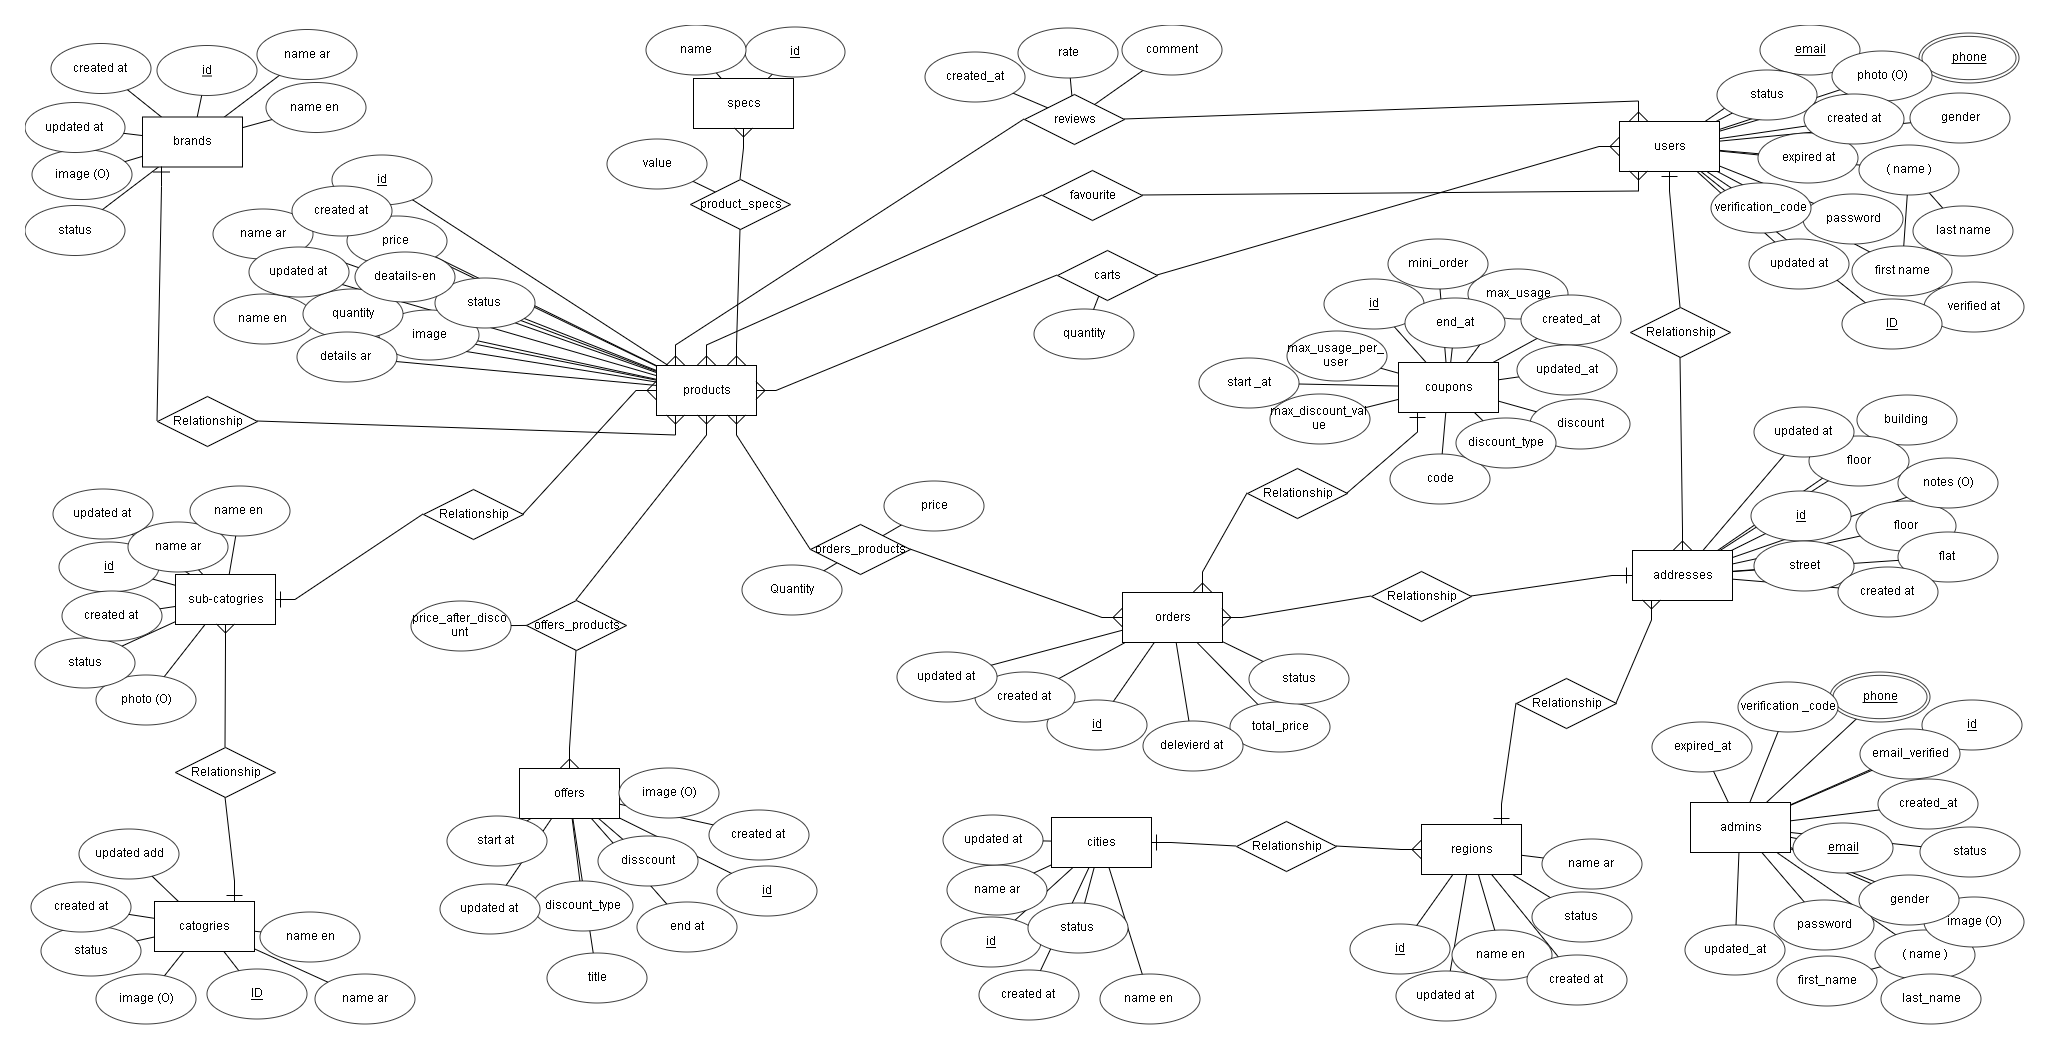 created at
id
name ar
name en
updated at
image (O)
status
brands
name
id
specs
value
product_specs
created_at
rate
comment
reviews
favourite
carts
quantity
email
phone
photo (O)
status
created at
gender
users
expired at
( name )
verification_code
password
last name
updated at
first name
verified at
ID
Relationship
id
created at
name ar
price
updated at
deatails-en
status
name en
quantity
image
details ar
products
Relationship
mini_order
id
max_usage
end_at
created_at
max_usage_per_
user
start _at
coupons
updated_at
max_discount_val
ue
discount
discount_type
code
Relationship
updated at
building
floor
notes (O)
id
floor
street
flat
addresses
created at
updated at
name en
name ar
id
sub-catogries
created at
status
photo (O)
Relationship
Relationship
price
orders_products
Quantity
price_after_disco
unt
offers_products
orders
Relationship
updated at
created at
id
delevierd at
total_price
status
Relationship
verification _code
phone
id
expired_at
email_verified
created_at
admins
email
status
gender
image (O)
password
updated_at
( name )
first_name
last_name
updated add
created at
catogries
status
name en
image (O)
ID
name ar
offers
image (O)
start at
created at
disscount
id
updated at
discount_type
end at
title
updated at
cities
Relationship
regions
name ar
name ar
status
id
status
created at
name en
id
name en
updated at
created at